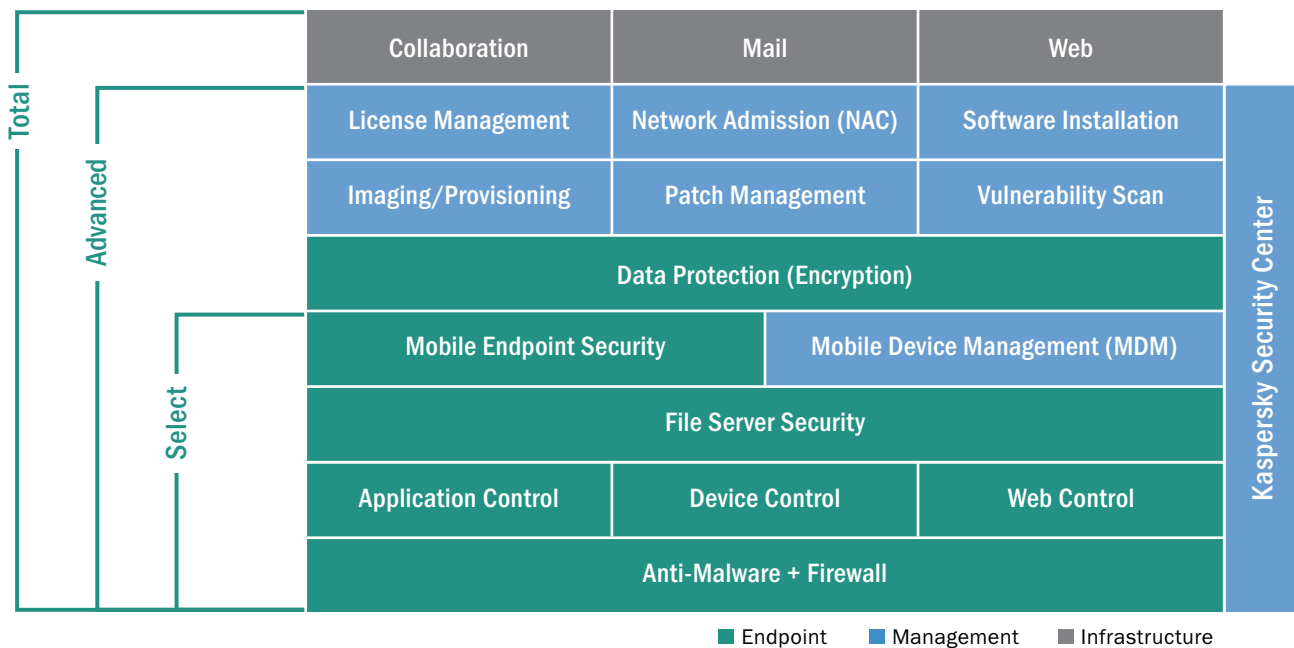 Total
Advanced
Select
Collaboration
Mail
Web
License Management
Network Admission (NAC)
Software Installation
Imaging/Provisioning
Patch Management
Vulnerability Scan
Data Protection (Encryption)
Mobile Endpoint Security
Mobile Device Management (MDM)
File Server Security
Application Control
Device Control
Web Control
Anti-Malware + Firewall
Kaspersky Security Center
Endpoint
Management
Infrastructure